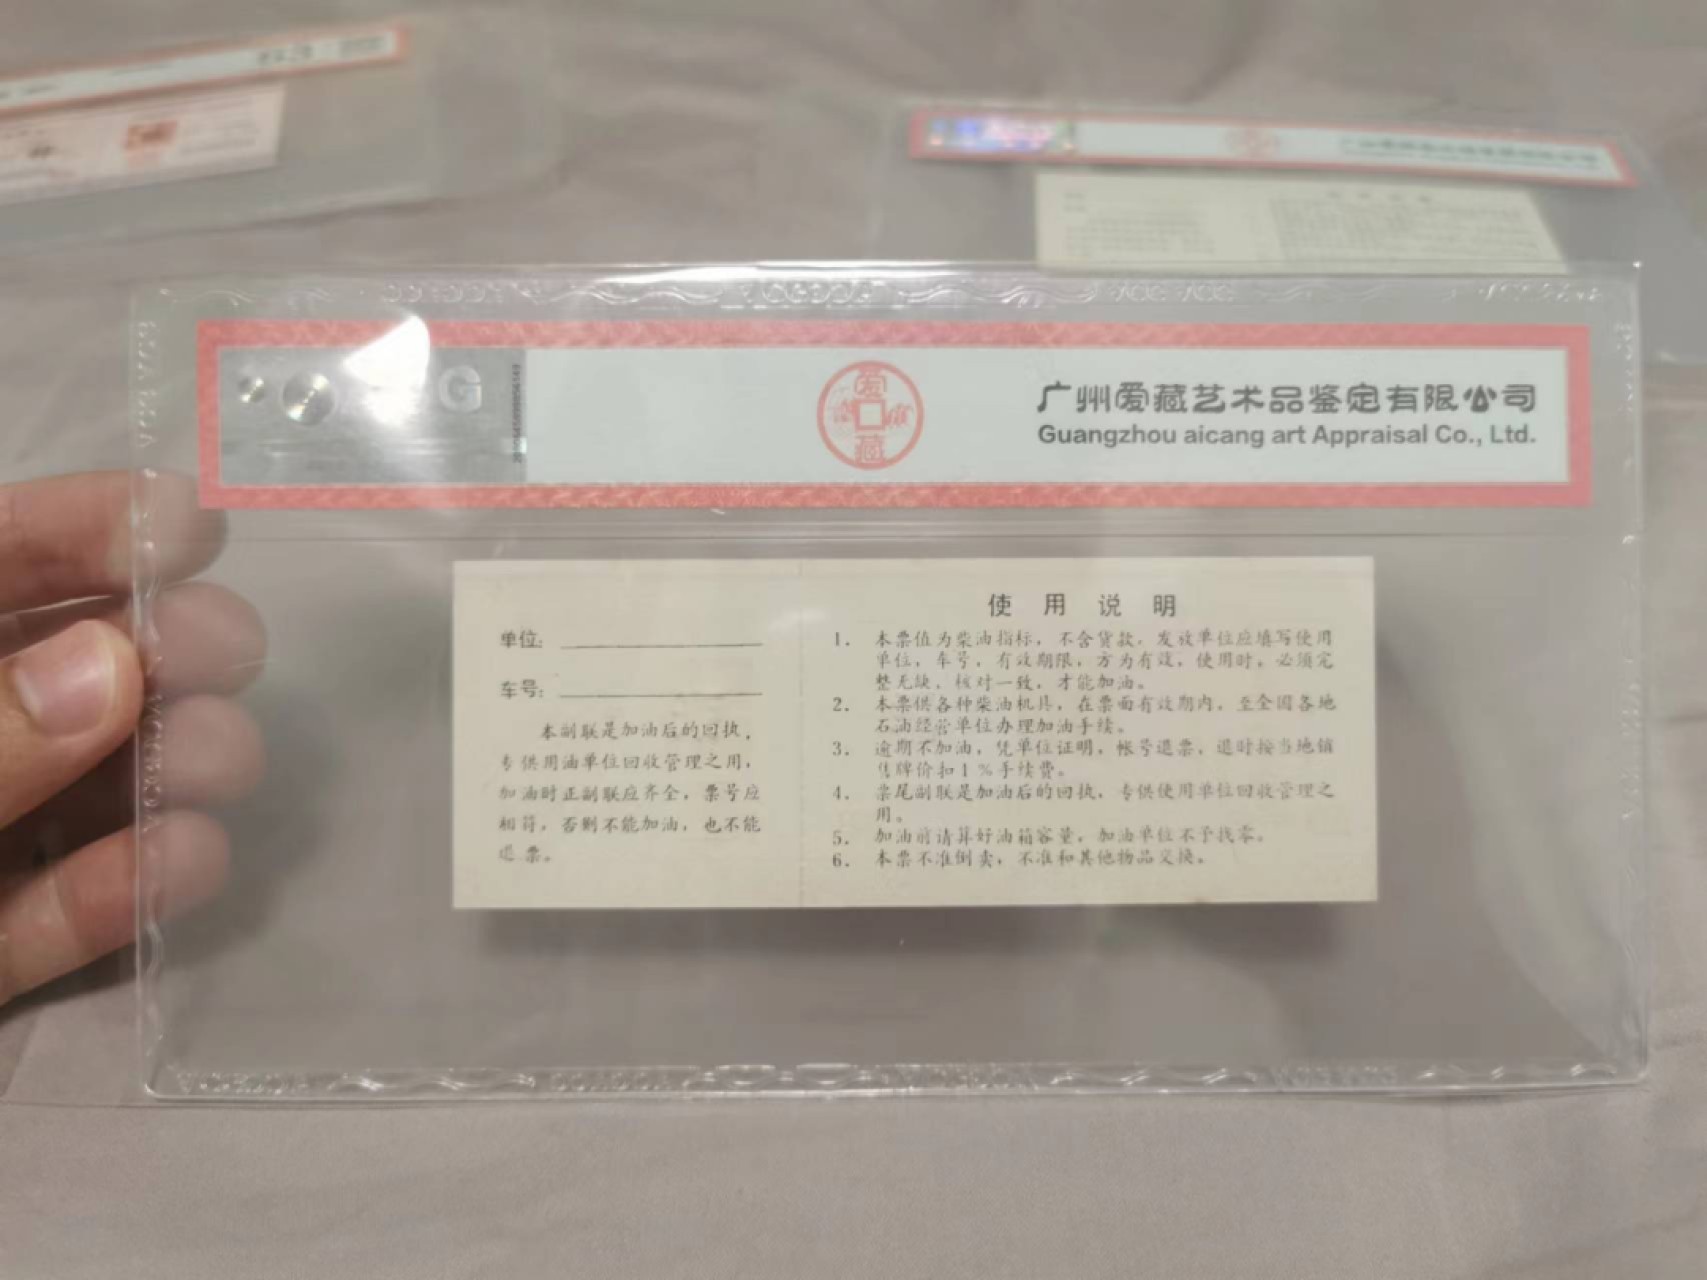 G
爱
藏
广州爱藏艺术品鉴定有限公司
Guangzhou aicang art Appraisal Co., Ltd.
单位:
车号:
本副联是加油后的回执,
专供用油单位回收管理之用,
加油时正副联应齐全, 票号应
相符, 否则不能加油, 也不能
退票。
使 用 说 明
1. 本票值为柴油指标, 不含货款, 发放单位应填写使用
单位, 车号, 有效期限, 方为有效, 使用时, 必须完
整无缺, 核对一致, 才能加油。
2. 本票供各种柴油机具, 在票面有效期内, 至全国各地
石油经营单位办理加油手续。
3. 逾期不加油, 凭单位证明, 帐号退票, 退时按当地销
售牌价扣1%手续费。
4. 票尾副联是加油后的回执, 专供使用单位回收管理之
用。
5. 加油前请算好油箱容量, 加油单位不予找零。
6. 本票不准倒卖, 不准和其他物品交换。